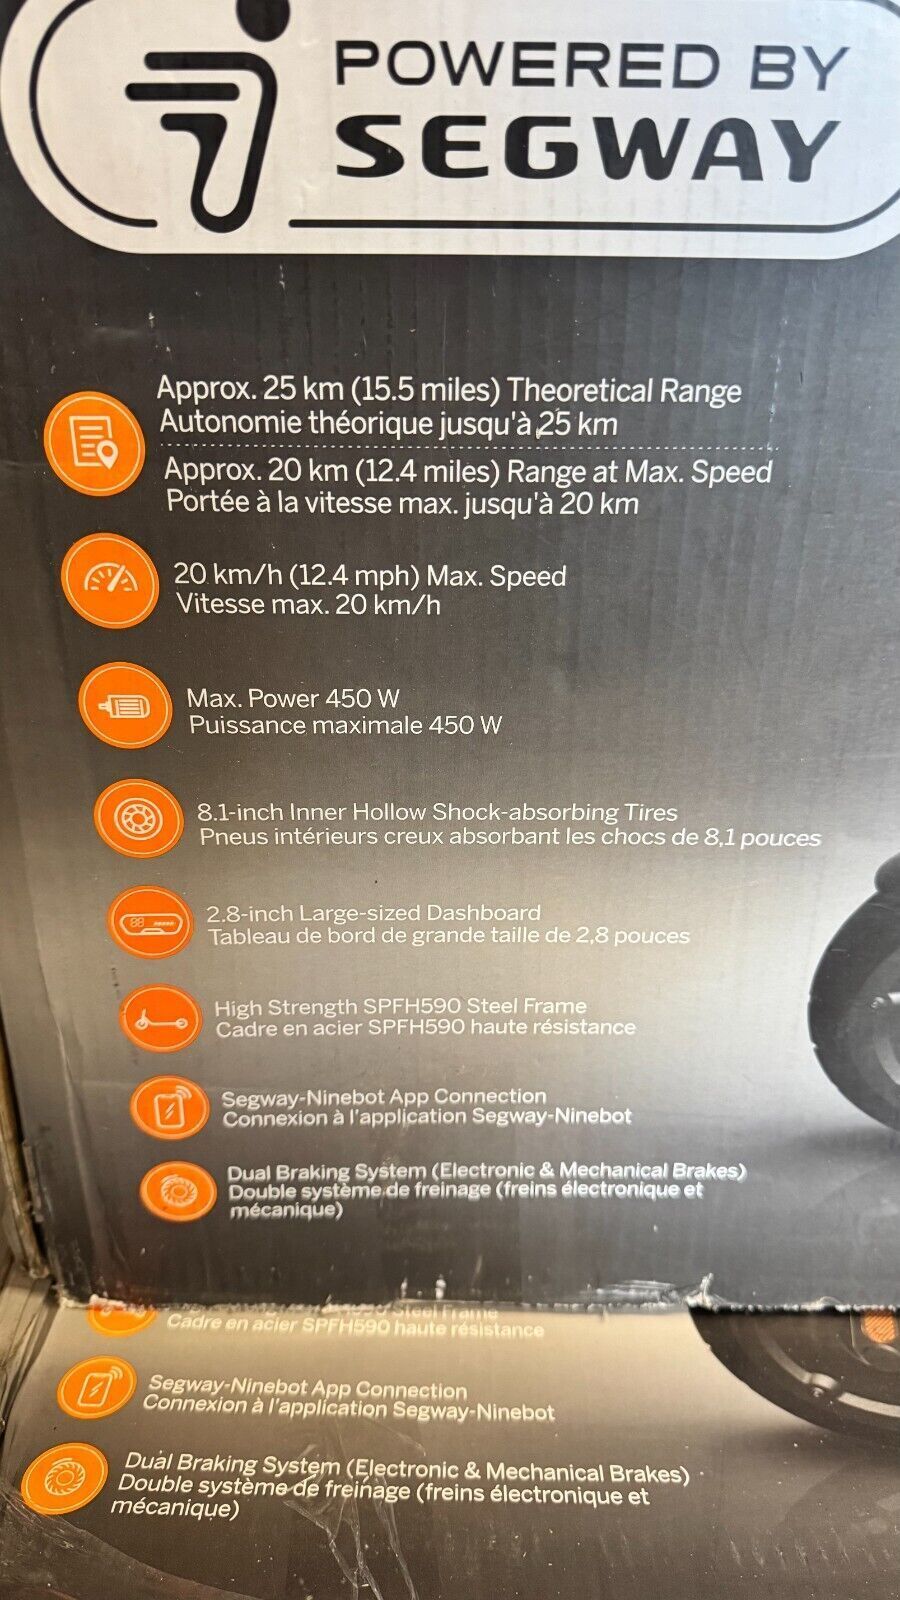 POWERED BY
SEGWAY
Approx. 25 km (15.5 miles) Theoretical Range
Autonomie théorique jusqu'à 25 km
Approx. 20 km (12.4 miles) Range at Max. Speed
Portée à la vitesse max. jusqu'à 20 km
20 km/h (12.4 mph) Max. Speed
Vitesse max. 20 km/h
Max. Power 450 W
Puissance maximale 450 W
8.1-inch Inner Hollow Shock-absorbing Tires
Pneus intérieurs creux absorbant les chocs de 8,1 pouces
2.8-inch Large-sized Dashboard
Tableau de bord de grande taille de 2,8 pouces
High Strength SPFH590 Steel Frame
Cadre en acier SPFH590 haute résistance
Segway-Ninebot App Connection
Connexion à l'application Segway-Ninebot
Dual Braking System (Electronic & Mechanical Brakes)
Double système de freinage (freins électronique et
mécanique)
Steel Frame
Cadre en acier SPFH590 haute résistance
Segway-Ninebot App Connection
Connexion à l'application Segway-Ninebot
Dual Braking System (Electronic & Mechanical Brakes)
Double système de freinage (freins électronique et
mécanique)